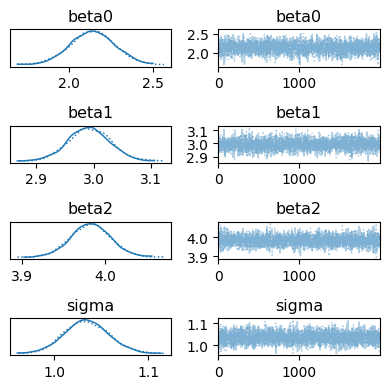 beta0 beta0
2.5
2.0
2.0 2.5 0 1000
beta1 beta1
3.1
3.0
2.9
2.9 3.0 3.1 0 1000
beta2 beta2
4.0
3.9
3.9 4.0 0 1000
sigma sigma
1.1
1.0
1.0 1.1 0 1000